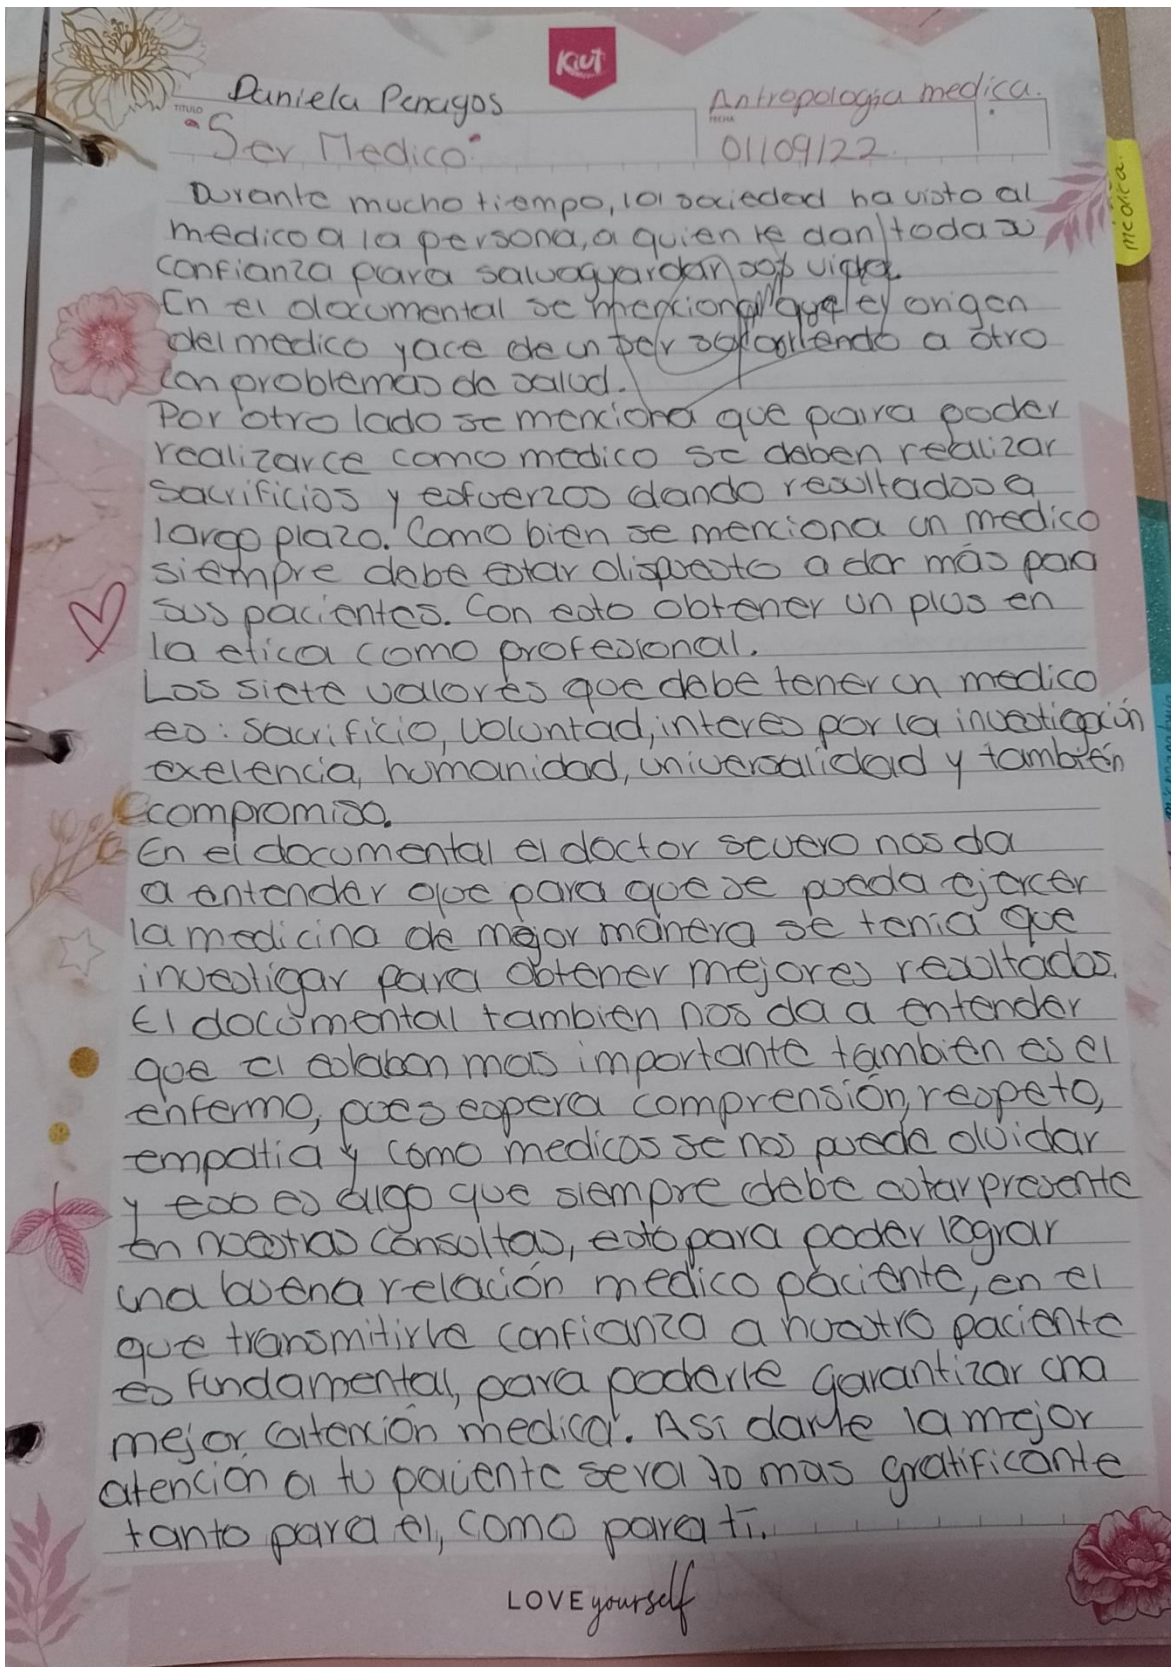 Kiut
Daniela Penagos
Antropologia medica.
TITULO
"Ser Medico"
FECHA
01/09/22
Durante mucho tiempo, la sociedad ha visto al
medico a la persona, a quien le dan toda su
confianza para salvaguardar sus vida.
En el documental se menciona que el origen
del medico yace de un ser socorriendo a otro
con problemas de salud.
Por otro lado se menciona que para poder
realizarce como medico se deben realizar
sacrificios y esfuerzos dando resultados a
largo plazo. Como bien se menciona un medico
siempre debe estar dispuesto a dar más para
sus pacientes. Con esto obtener un plus en
la etica como profesional.
Los siete valores que debe tener un medico
es: sacrificio, voluntad, interes por la investigación
exelencia, humanidad, universalidad y también
compromiso.
En el documental el doctor severo nos da
a entender que para que se pueda ejercer
la medicina de mejor manera se tenia que
investigar para obtener mejores resultados.
El documental tambien nos da a entender
que el eslabon mas importante también es el
enfermo, pues espera comprensión, respeto,
empatia y como medicos se nos puede olvidar
y eso es algo que siempre debe estar presente
en nuestras consultas, esto para poder lograr
una buena relación medico paciente, en el
que transmitirle confianza a nuestro paciente
es fundamental, para poderle garantizar una
mejor atención medica. Asi darle la mejor
atención a tu paciente sera lo mas gratificante
tanto para el, como para ti.
LOVE yourself
medica.